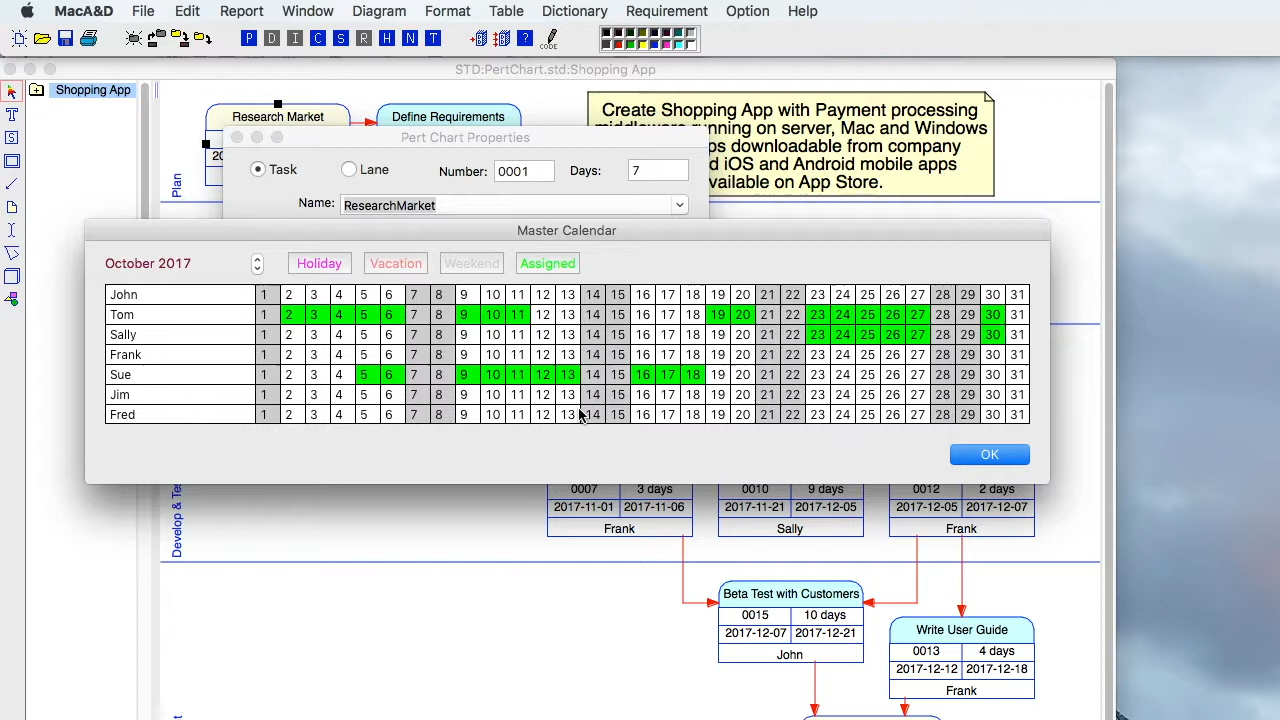 MacA&D File Edit Report Window Diagram Format Table Dictionary Requirement Option Help
P D I C S R H N T ? CODE
STD:PertChart.std:Shopping App
Shopping App
Research Market
Define Requirements
Plan
20
Create Shopping App with Payment processing
running on server, Mac and Windows
downloadable from company
iOS and Android mobile apps
available on App Store.
Pert Chart Properties
Task Lane Number: 0001 Days: 7
Name: ResearchMarket
Master Calendar
October 2017 Holiday Vacation Weekend Assigned
John 1 2 3 4 5 6 7 8 9 10 11 12 13 14 15 16 17 18 19 20 21 22 23 24 25 26 27 28 29 30 31
Tom 1 2 3 4 5 6 7 8 9 10 11 12 13 14 15 16 17 18 19 20 21 22 23 24 25 26 27 28 29 30 31
Sally 1 2 3 4 5 6 7 8 9 10 11 12 13 14 15 16 17 18 19 20 21 22 23 24 25 26 27 28 29 30 31
Frank 1 2 3 4 5 6 7 8 9 10 11 12 13 14 15 16 17 18 19 20 21 22 23 24 25 26 27 28 29 30 31
Sue 1 2 3 4 5 6 7 8 9 10 11 12 13 14 15 16 17 18 19 20 21 22 23 24 25 26 27 28 29 30 31
Jim 1 2 3 4 5 6 7 8 9 10 11 12 13 14 15 16 17 18 19 20 21 22 23 24 25 26 27 28 29 30 31
Fred 1 2 3 4 5 6 7 8 9 10 11 12 13 14 15 16 17 18 19 20 21 22 23 24 25 26 27 28 29 30 31
OK
Develop & Te
0007 3 days
2017-11-01 2017-11-06
Frank
0010 9 days
2017-11-21 2017-12-05
Sally
0012 2 days
2017-12-05 2017-12-07
Frank
Beta Test with Customers
0015 10 days
2017-12-07 2017-12-21
John
Write User Guide
0013 4 days
2017-12-12 2017-12-18
Frank